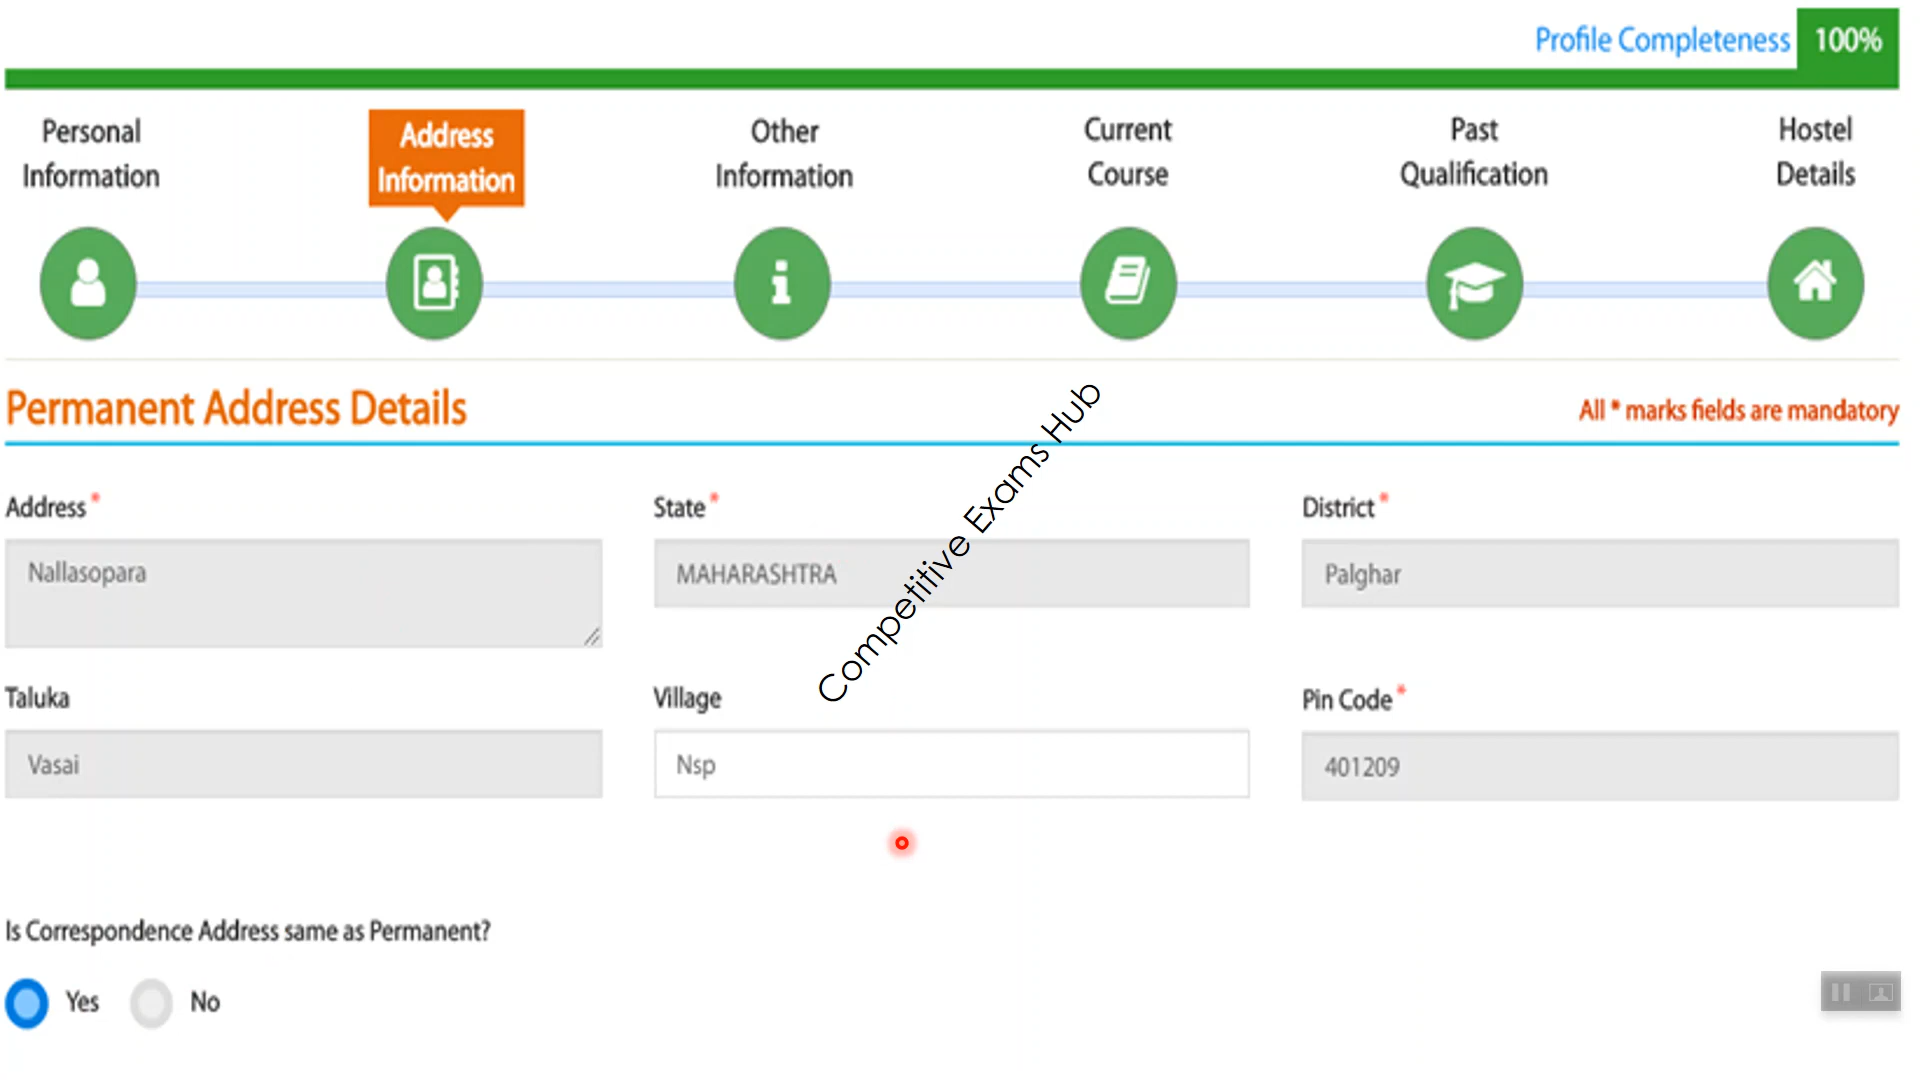 Profile Completeness 100%
Personal Information
Address Information
Other Information
Current Course
Past Qualification
Hostel Details
Permanent Address Details
All * marks fields are mandatory
Competitive Exams Hub
Address *
State *
District *
Nallasopara
MAHARASHTRA
Palghar
Taluka
Village
Pin Code *
Vasai
Nsp
401209
Is Correspondence Address same as Permanent?
Yes No